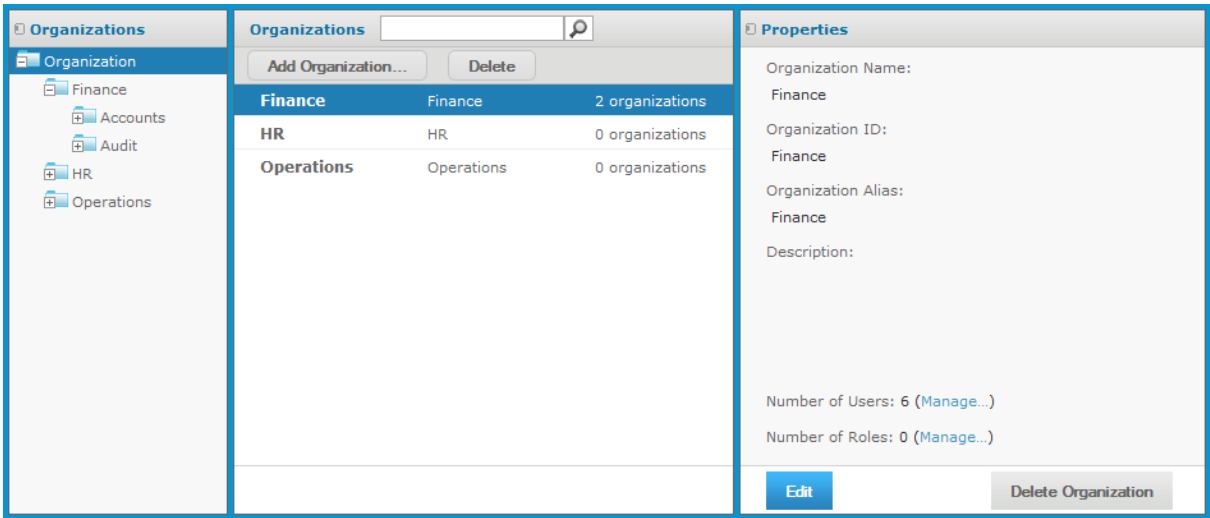 Organizations
Organization
Finance
Accounts
Audit
HR
Operations
Organizations
Add Organization... Delete
Finance Finance 2 organizations
HR HR 0 organizations
Operations Operations 0 organizations
Properties
Organization Name:
Finance
Organization ID:
Finance
Organization Alias:
Finance
Description:
Number of Users: 6 (Manage...)
Number of Roles: 0 (Manage...)
Edit Delete Organization